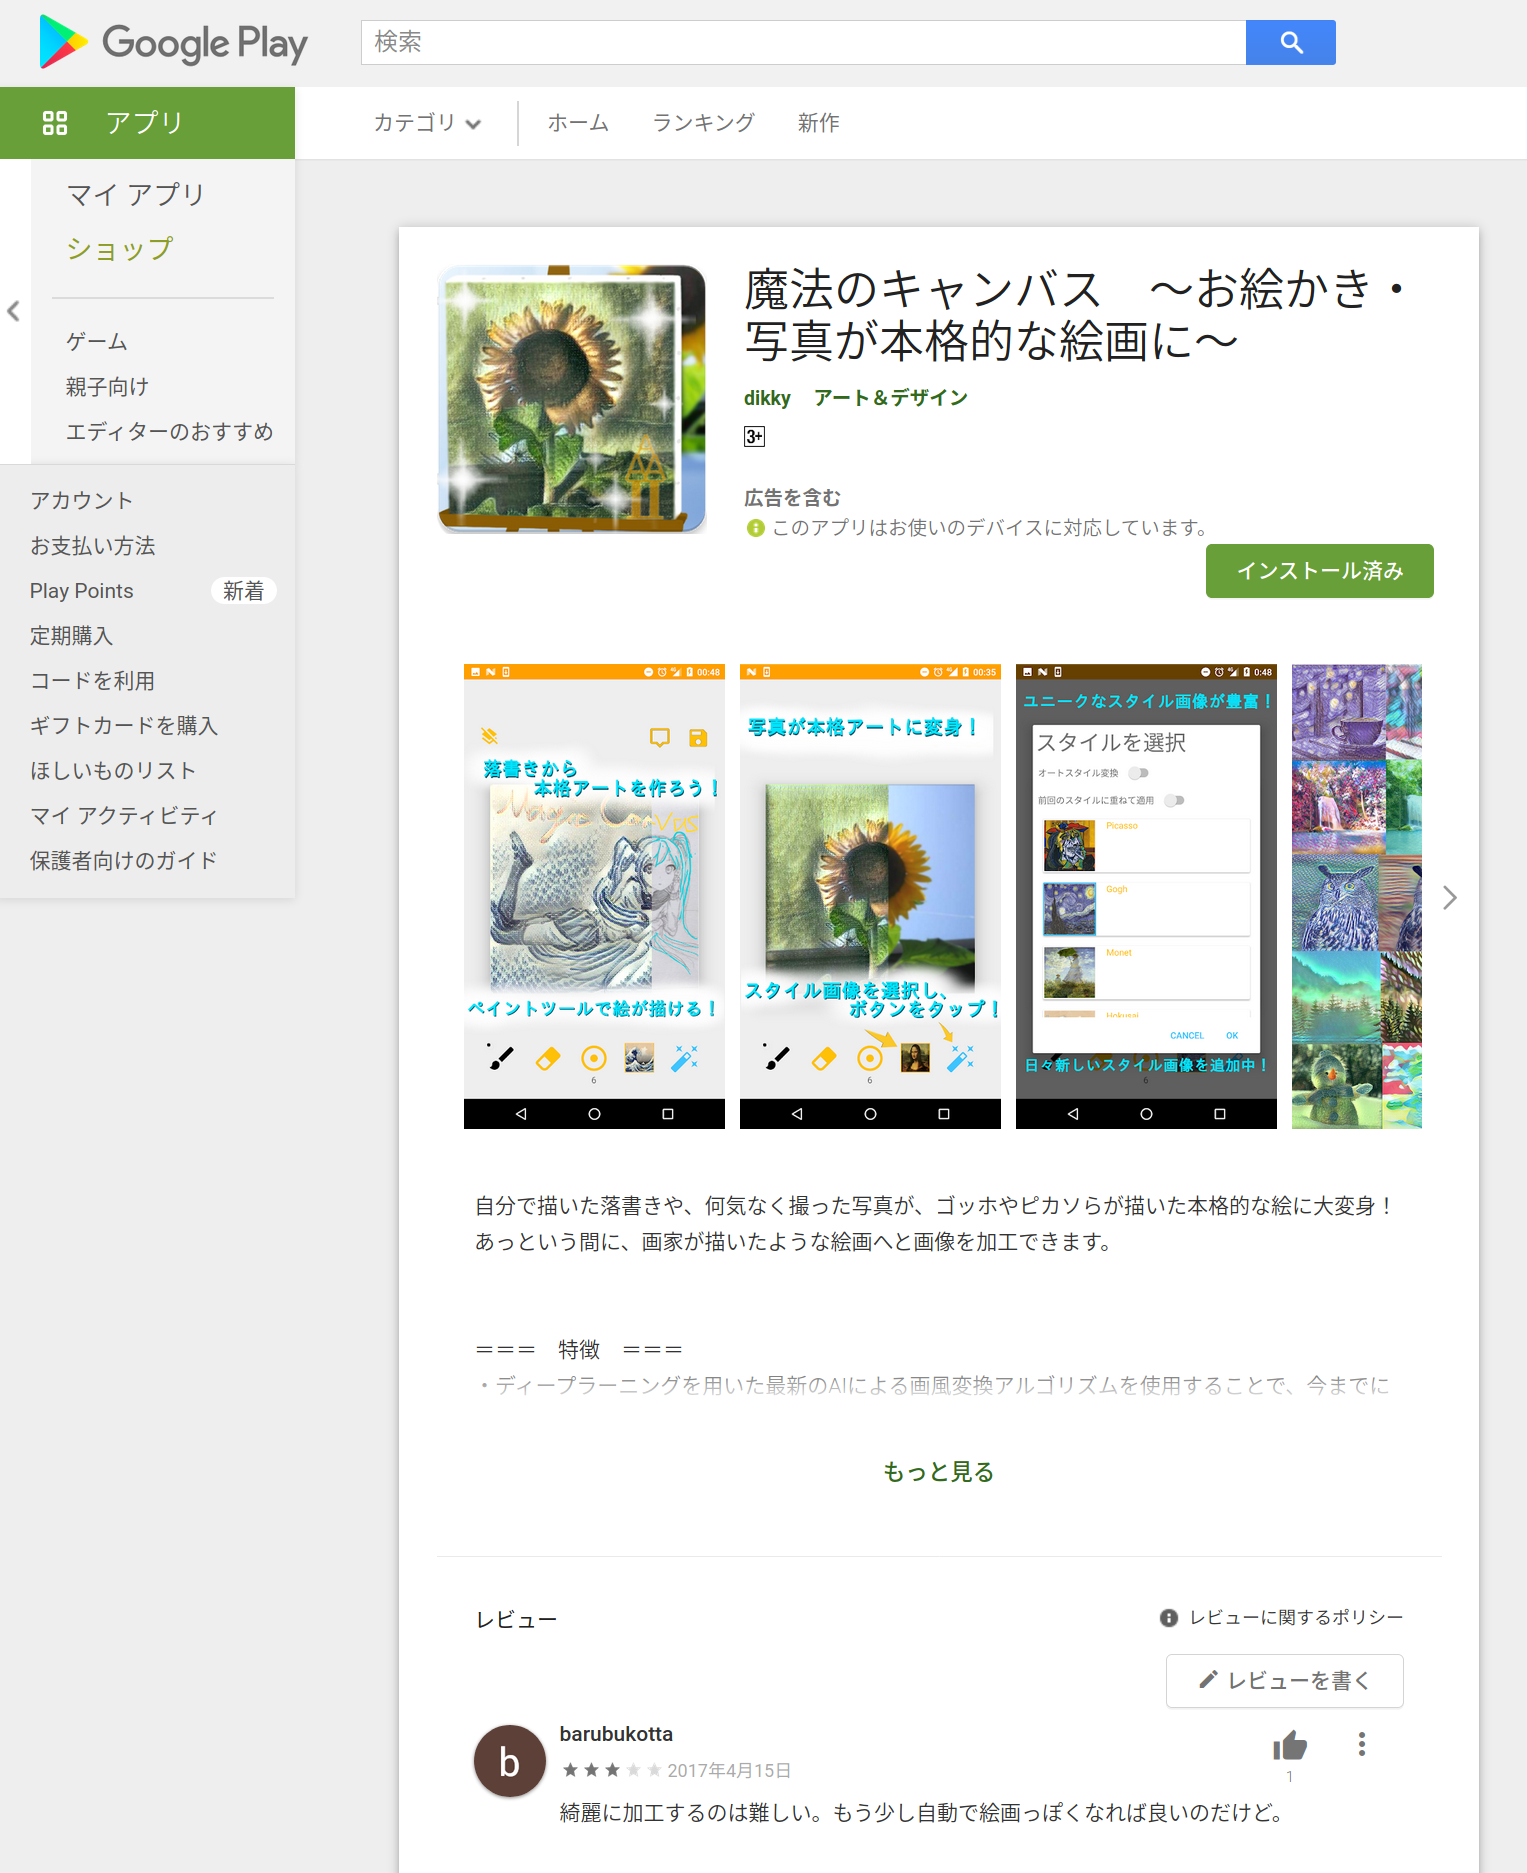 Google Play
検索
アプリ
カテゴリ
ホーム
ランキング
新作
マイ アプリ
ショップ
ゲーム
親子向け
エディターのおすすめ
アカウント
お支払い方法
Play Points 新着
定期購入
コードを利用
ギフトカードを購入
ほしいものリスト
マイ アクティビティ
保護者向けのガイド
魔法のキャンバス　～お絵かき・
写真が本格的な絵画に～
dikky アート＆デザイン
3+
広告を含む
このアプリはお使いのデバイスに対応しています。
インストール済み
00:48
落書きから
本格アートを作ろう！
Magic Canvas
ペイントツールで絵が描ける！
6
00:35
写真が本格アートに変身！
スタイル画像を選択し、
ボタンをタップ！
6
0:48
ユニークなスタイル画像が豊富！
スタイルを選択
オートスタイル変換
前回のスタイルに重ねて適用
Picasso
Gogh
Monet
Hokusai
CANCEL OK
日々新しいスタイル画像を追加中！
6
自分で描いた落書きや、何気なく撮った写真が、ゴッホやピカソらが描いた本格的な絵に大変身！
あっという間に、画家が描いたような絵画へと画像を加工できます。
＝＝＝　特徴　＝＝＝
・ディープラーニングを用いた最新のAIによる画風変換アルゴリズムを使用することで、今までに
もっと見る
レビュー
レビューに関するポリシー
レビューを書く
b
barubukotta
2017年4月15日
1
綺麗に加工するのは難しい。もう少し自動で絵画っぽくなれば良いのだけど。